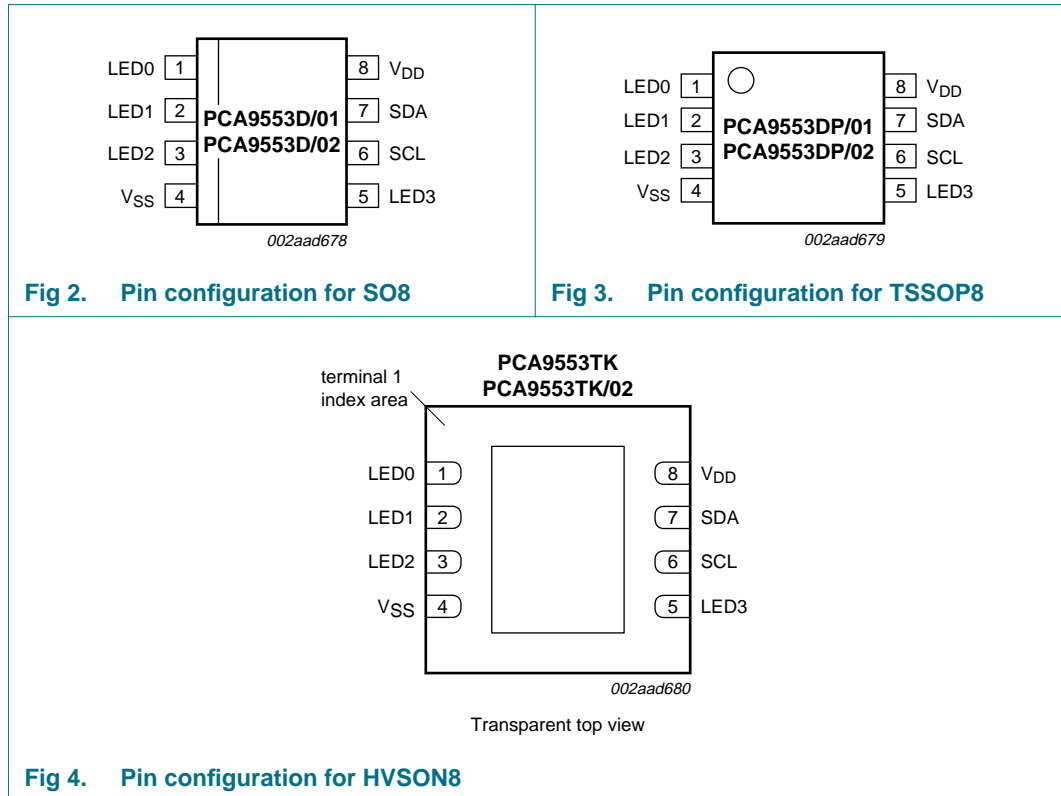 LED0 1 8 VDD
LED1 2 7 SDA
PCA9553D/01
PCA9553D/02
LED2 3 6 SCL
VSS 4 5 LED3
002aad678
Fig 2. Pin configuration for SO8
LED0 1 8 VDD
LED1 2 7 SDA
PCA9553DP/01
PCA9553DP/02
LED2 3 6 SCL
VSS 4 5 LED3
002aad679
Fig 3. Pin configuration for TSSOP8
PCA9553TK
PCA9553TK/02
terminal 1
index area
LED0 1 8 VDD
LED1 2 7 SDA
LED2 3 6 SCL
VSS 4 5 LED3
002aad680
Transparent top view
Fig 4. Pin configuration for HVSON8